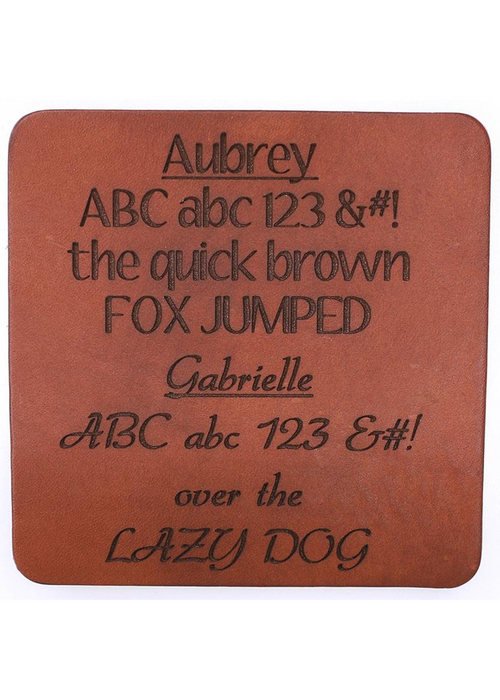 Aubrey
ABC abc 123 &#!
the quick brown
FOX JUMPED
Gabrielle
ABC abc 123 &#!
over the
LAZY DOG